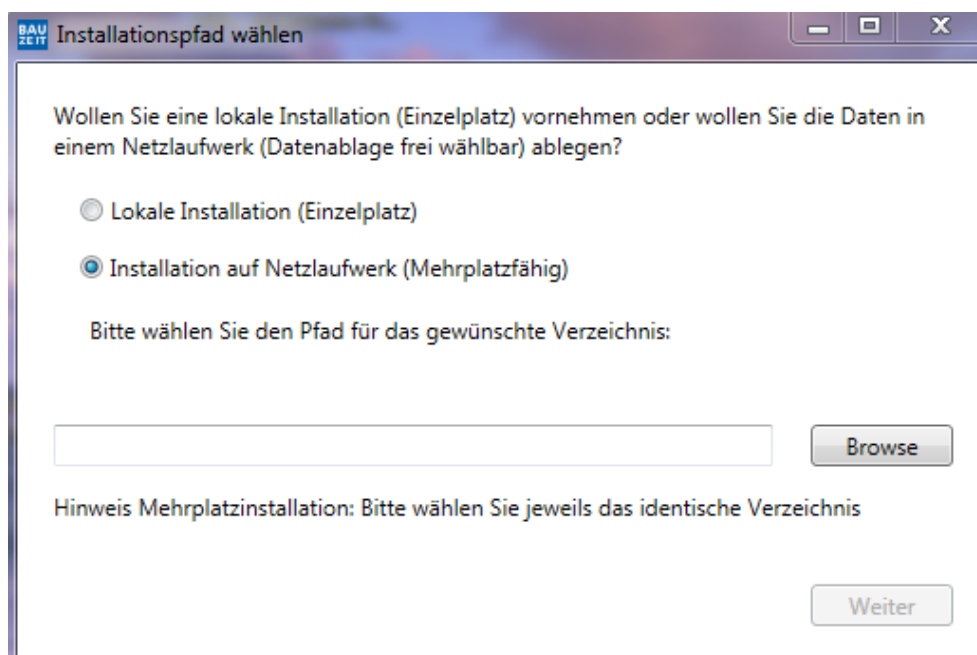 BAU
ZEIT
Installationspfad wählen
Wollen Sie eine lokale Installation (Einzelplatz) vornehmen oder wollen Sie die Daten in
einem Netzlaufwerk (Datenablage frei wählbar) ablegen?
Lokale Installation (Einzelplatz)
Installation auf Netzlaufwerk (Mehrplatzfähig)
Bitte wählen Sie den Pfad für das gewünschte Verzeichnis:
Browse
Hinweis Mehrplatzinstallation: Bitte wählen Sie jeweils das identische Verzeichnis
Weiter